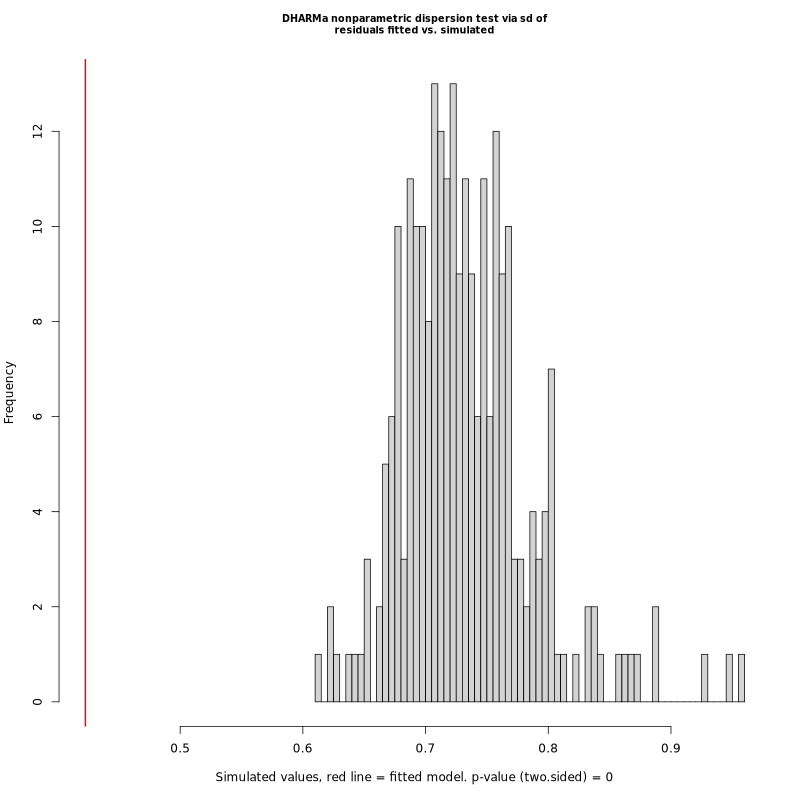 DHARMa nonparametric dispersion test via sd of
residuals fitted vs. simulated
Frequency
12
10
8
6
4
2
0
0.5 0.6 0.7 0.8 0.9
Simulated values, red line = fitted model. p-value (two.sided) = 0